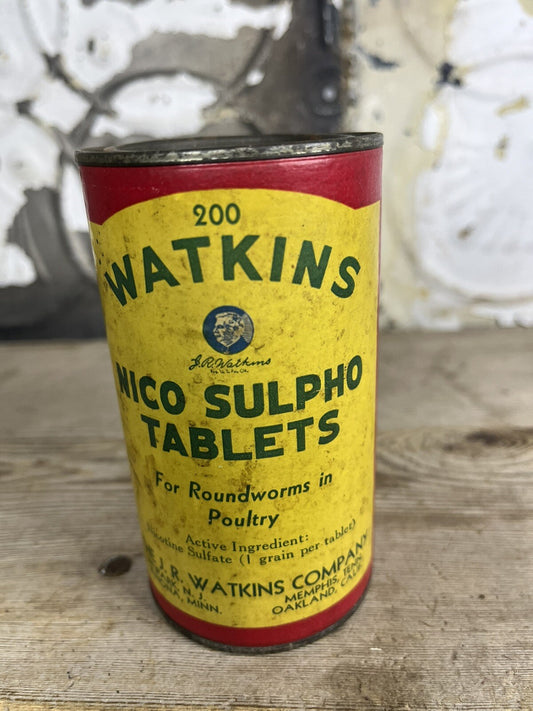 200
WATKINS
J.R. Watkins
NICO SULPHO
TABLETS
For Roundworms in
Poultry
Active Ingredient:
Nicotine Sulfate (1 grain per tablet)
THE J. R. WATKINS COMPANY
N. J. MEMPHIS, TENN.
MINN. OAKLAND, CALIF.